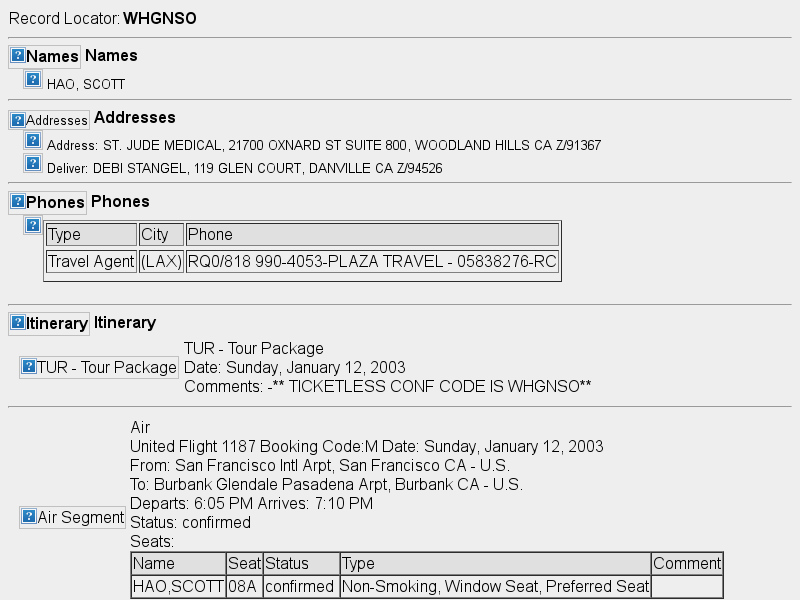 Record Locator: WHGNSO
Names Names
HAO, SCOTT
Addresses Addresses
Address: ST. JUDE MEDICAL, 21700 OXNARD ST SUITE 800, WOODLAND HILLS CA Z/91367
Deliver: DEBI STANGEL, 119 GLEN COURT, DANVILLE CA Z/94526
Phones Phones
Type City Phone
Travel Agent (LAX) RQ0/818 990-4053-PLAZA TRAVEL - 05838276-RC
Itinerary Itinerary
TUR - Tour Package
TUR - Tour Package
Date: Sunday, January 12, 2003
Comments: -** TICKETLESS CONF CODE IS WHGNSO**
Air Segment
Air
United Flight 1187 Booking Code:M Date: Sunday, January 12, 2003
From: San Francisco Intl Arpt, San Francisco CA - U.S.
To: Burbank Glendale Pasadena Arpt, Burbank CA - U.S.
Departs: 6:05 PM Arrives: 7:10 PM
Status: confirmed
Seats:
Name Seat Status Type Comment
HAO,SCOTT 08A confirmed Non-Smoking, Window Seat, Preferred Seat